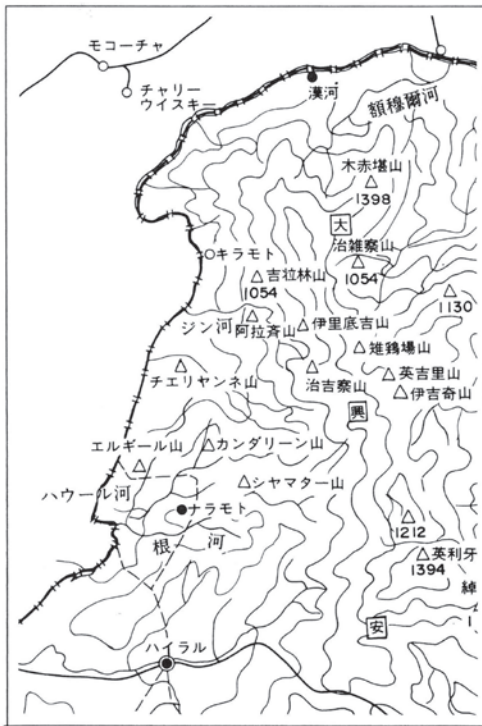 モコーチャ
チャリー
ウイスキー
漠河
額穆爾河
木赤堪山
1398
大
治雑察山
1054
キラモト
吉拉林山
1054
1130
ジン河
阿拉斉山
伊里底吉山
雉鶏場山
チエリヤンネ山
治吉察山
英吉里山
伊吉奇山
興
エルギール山
カンダリーン山
シヤマター山
ハウール河
ナラモト
1212
根河
英利牙
1394
綽
安
ハイラル